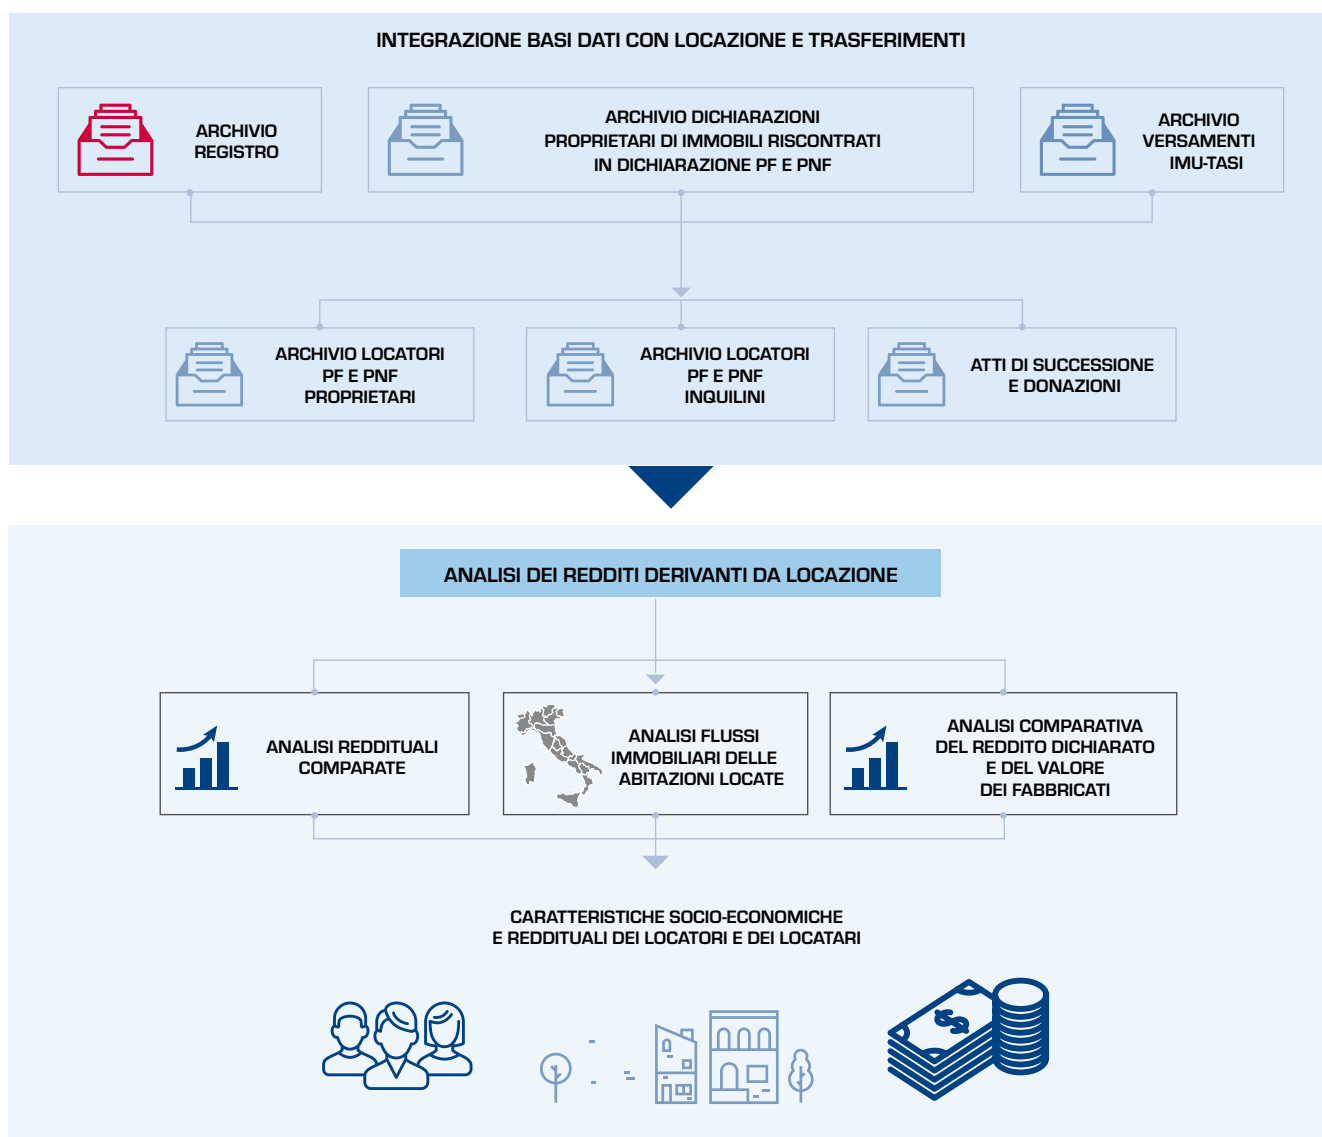 INTEGRAZIONE BASI DATI CON LOCAZIONE E TRASFERIMENTI
ARCHIVIO
REGISTRO
ARCHIVIO DICHIARAZIONI
PROPRIETARI DI IMMOBILI RISCONTRATI
IN DICHIARAZIONE PF E PNF
ARCHIVIO
VERSAMENTI
IMU-TASI
ARCHIVIO LOCATORI
PF E PNF
PROPRIETARI
ARCHIVIO LOCATORI
PF E PNF
INQUILINI
ATTI DI SUCCESSIONE
E DONAZIONI
ANALISI DEI REDDITI DERIVANTI DA LOCAZIONE
ANALISI REDDITUALI
COMPARATE
ANALISI FLUSSI
IMMOBILIARI DELLE
ABITAZIONI LOCATE
ANALISI COMPARATIVA
DEL REDDITO DICHIARATO
E DEL VALORE
DEI FABBRICATI
CARATTERISTICHE SOCIO-ECONOMICHE
E REDDITUALI DEI LOCATORI E DEI LOCATARI
$